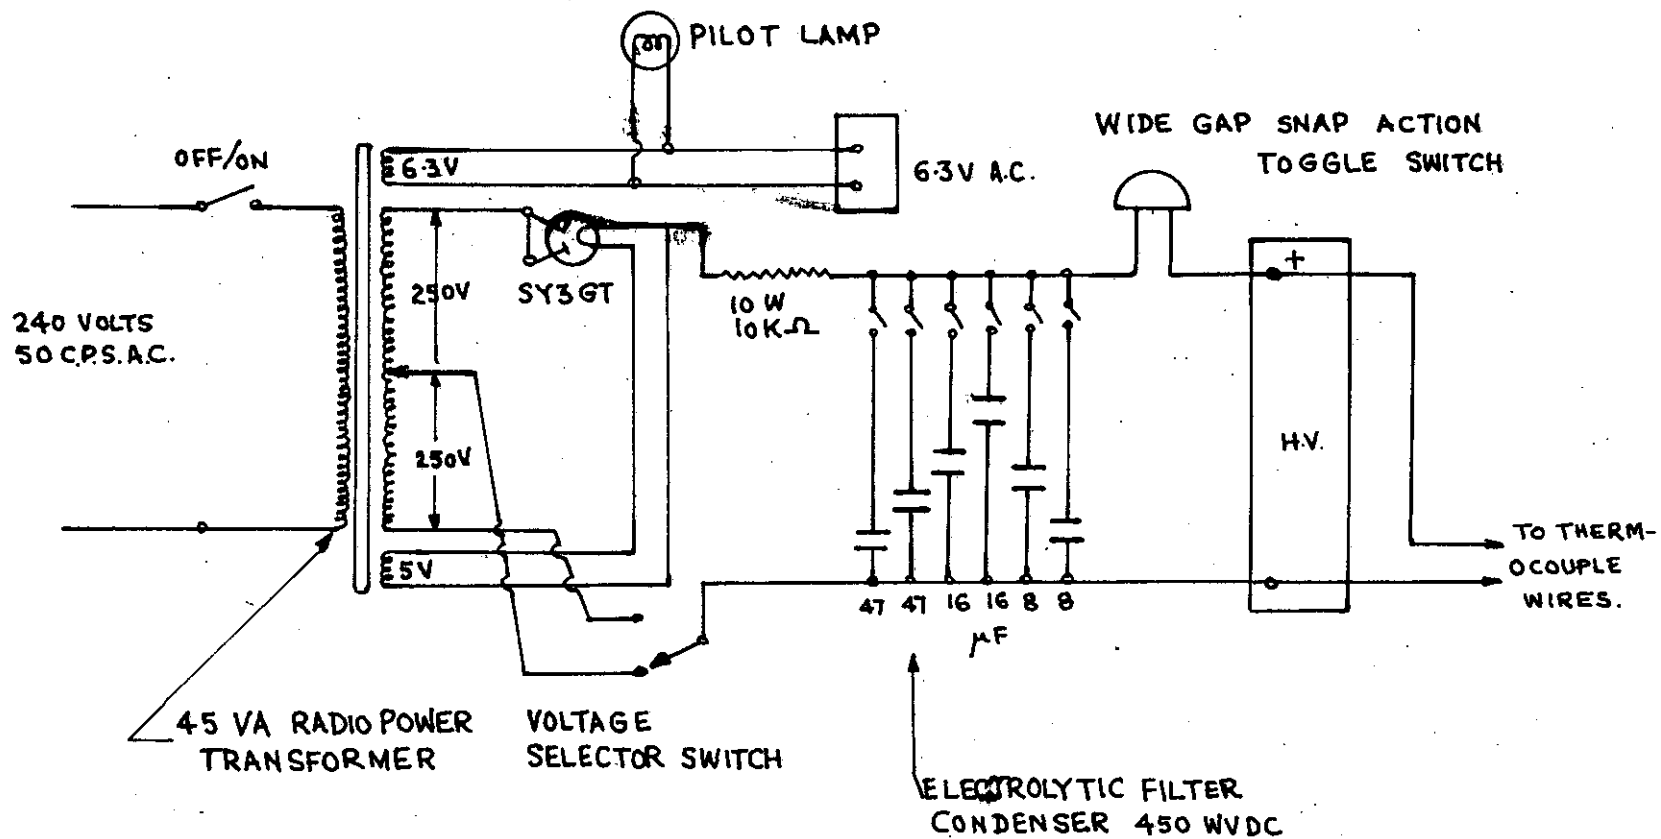 PILOT LAMP
WIDE GAP SNAP ACTION
TOGGLE SWITCH
OFF/ON
6·3V
6·3V A.C.
250V
5Y3GT
240 VOLTS
50 C.P.S. A.C.
10 W
10K Ω
+
250V
H.V.
5V
TO THERM-
OCOUPLE
WIRES.
47 47 16 16 8 8
μF
45 VA RADIO POWER
TRANSFORMER
VOLTAGE
SELECTOR SWITCH
ELECTROLYTIC FILTER
CONDENSER 450 WVDC